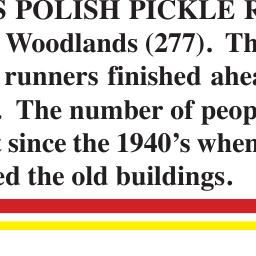 S POLISH PICKLE R
Woodlands (277). Th
runners finished ahea
. The number of peop
since the 1940's when
ed the old buildings.